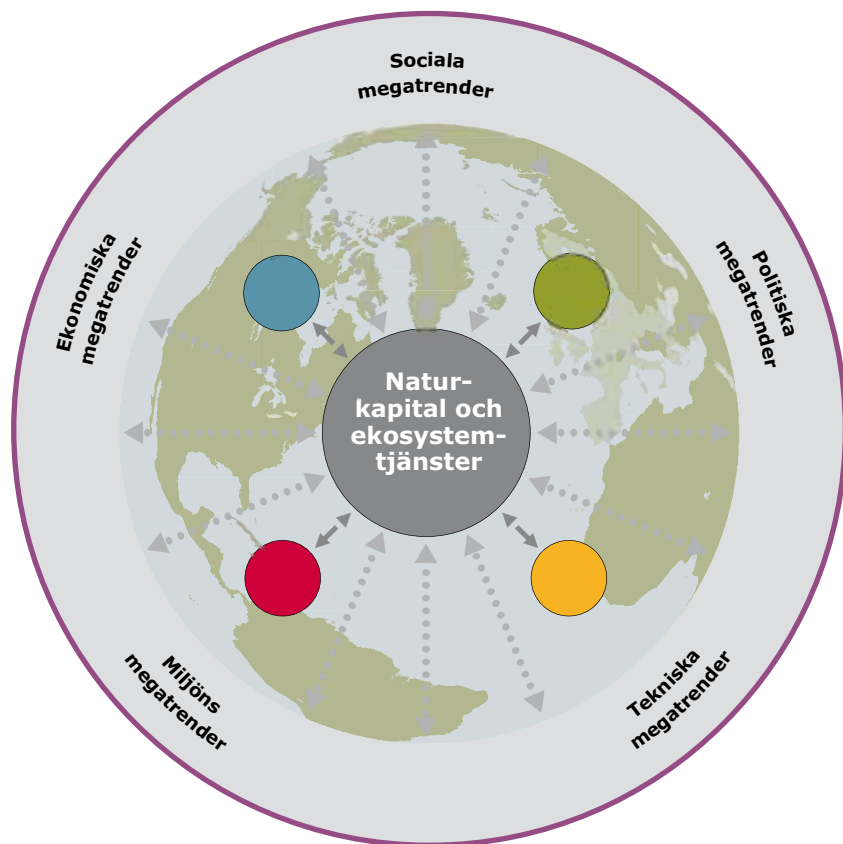 Sociala
megatrender
Ekonomiska
megatrender
Politiska
megatrender
Natur-
kapital och
ekosystem-
tjänster
Miljöns
megatrender
Tekniska
megatrender